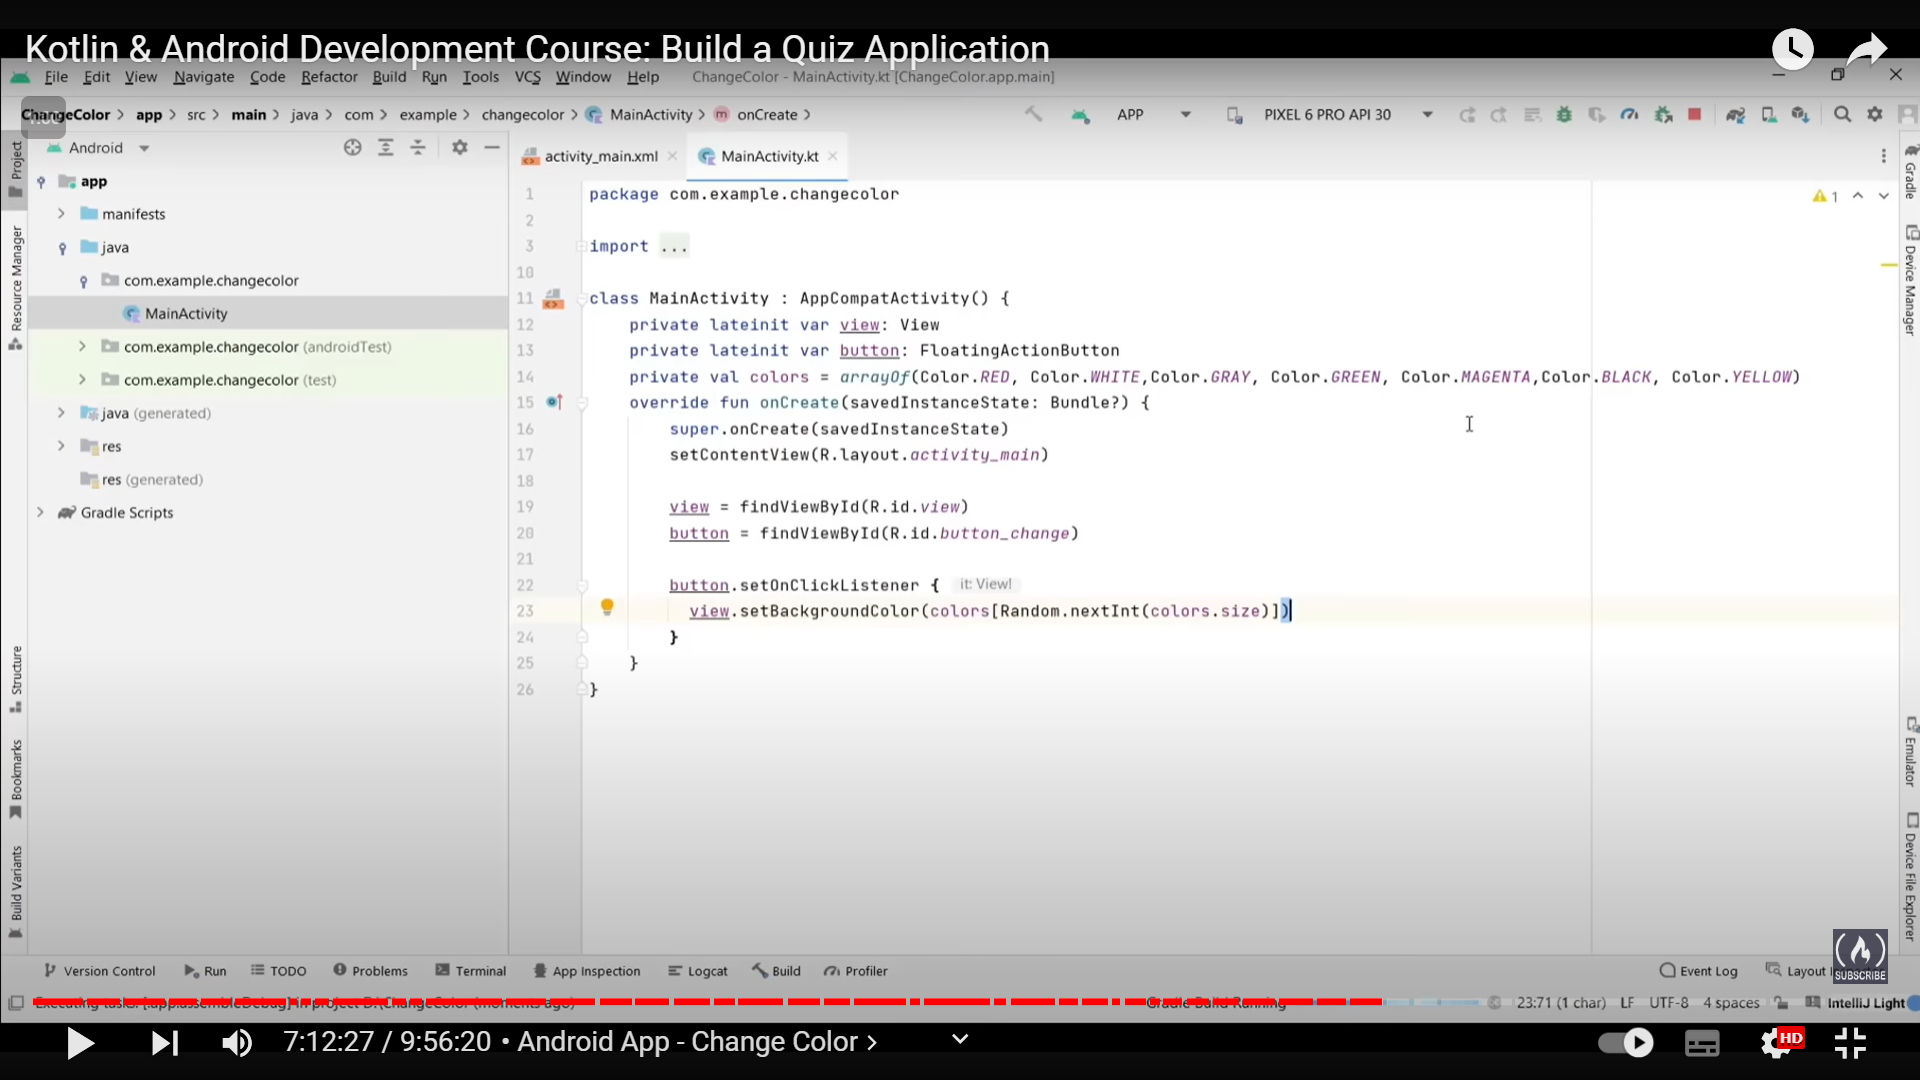 Kotlin & Android Development Course: Build a Quiz Application
File Edit View Navigate Code Refactor Build Run Tools VCS Window Help ChangeColor - MainActivity.kt [ChangeColor.app.main]
ChangeColor app src main java com example changecolor MainActivity onCreate APP PIXEL 6 PRO API 30
Android
activity_main.xml MainActivity.kt
Project
Resource Manager
Structure
Bookmarks
Build Variants
app
manifests
java
com.example.changecolor
MainActivity
com.example.changecolor (androidTest)
com.example.changecolor (test)
java (generated)
res
res (generated)
Gradle Scripts
1 package com.example.changecolor
2
3 import ...
10
11 class MainActivity : AppCompatActivity() {
12 private lateinit var view: View
13 private lateinit var button: FloatingActionButton
14 private val colors = arrayOf(Color.RED, Color.WHITE,Color.GRAY, Color.GREEN, Color.MAGENTA,Color.BLACK, Color.YELLOW)
15 override fun onCreate(savedInstanceState: Bundle?) {
16 super.onCreate(savedInstanceState)
17 setContentView(R.layout.activity_main)
18
19 view = findViewById(R.id.view)
20 button = findViewById(R.id.button_change)
21
22 button.setOnClickListener { it: View!
23 view.setBackgroundColor(colors[Random.nextInt(colors.size)])
24 }
25 }
26 }
1
Gradle
Device Manager
Emulator
Device File Explorer
SUBSCRIBE
Version Control Run TODO Problems Terminal App Inspection Logcat Build Profiler Event Log Layout
Executing tasks: [:app:assembleDebug] in project D:\ChangeColor (moments ago) Gradle Build Running 23:71 (1 char) LF UTF-8 4 spaces IntelliJ Light
7:12:27 / 9:56:20 • Android App - Change Color HD